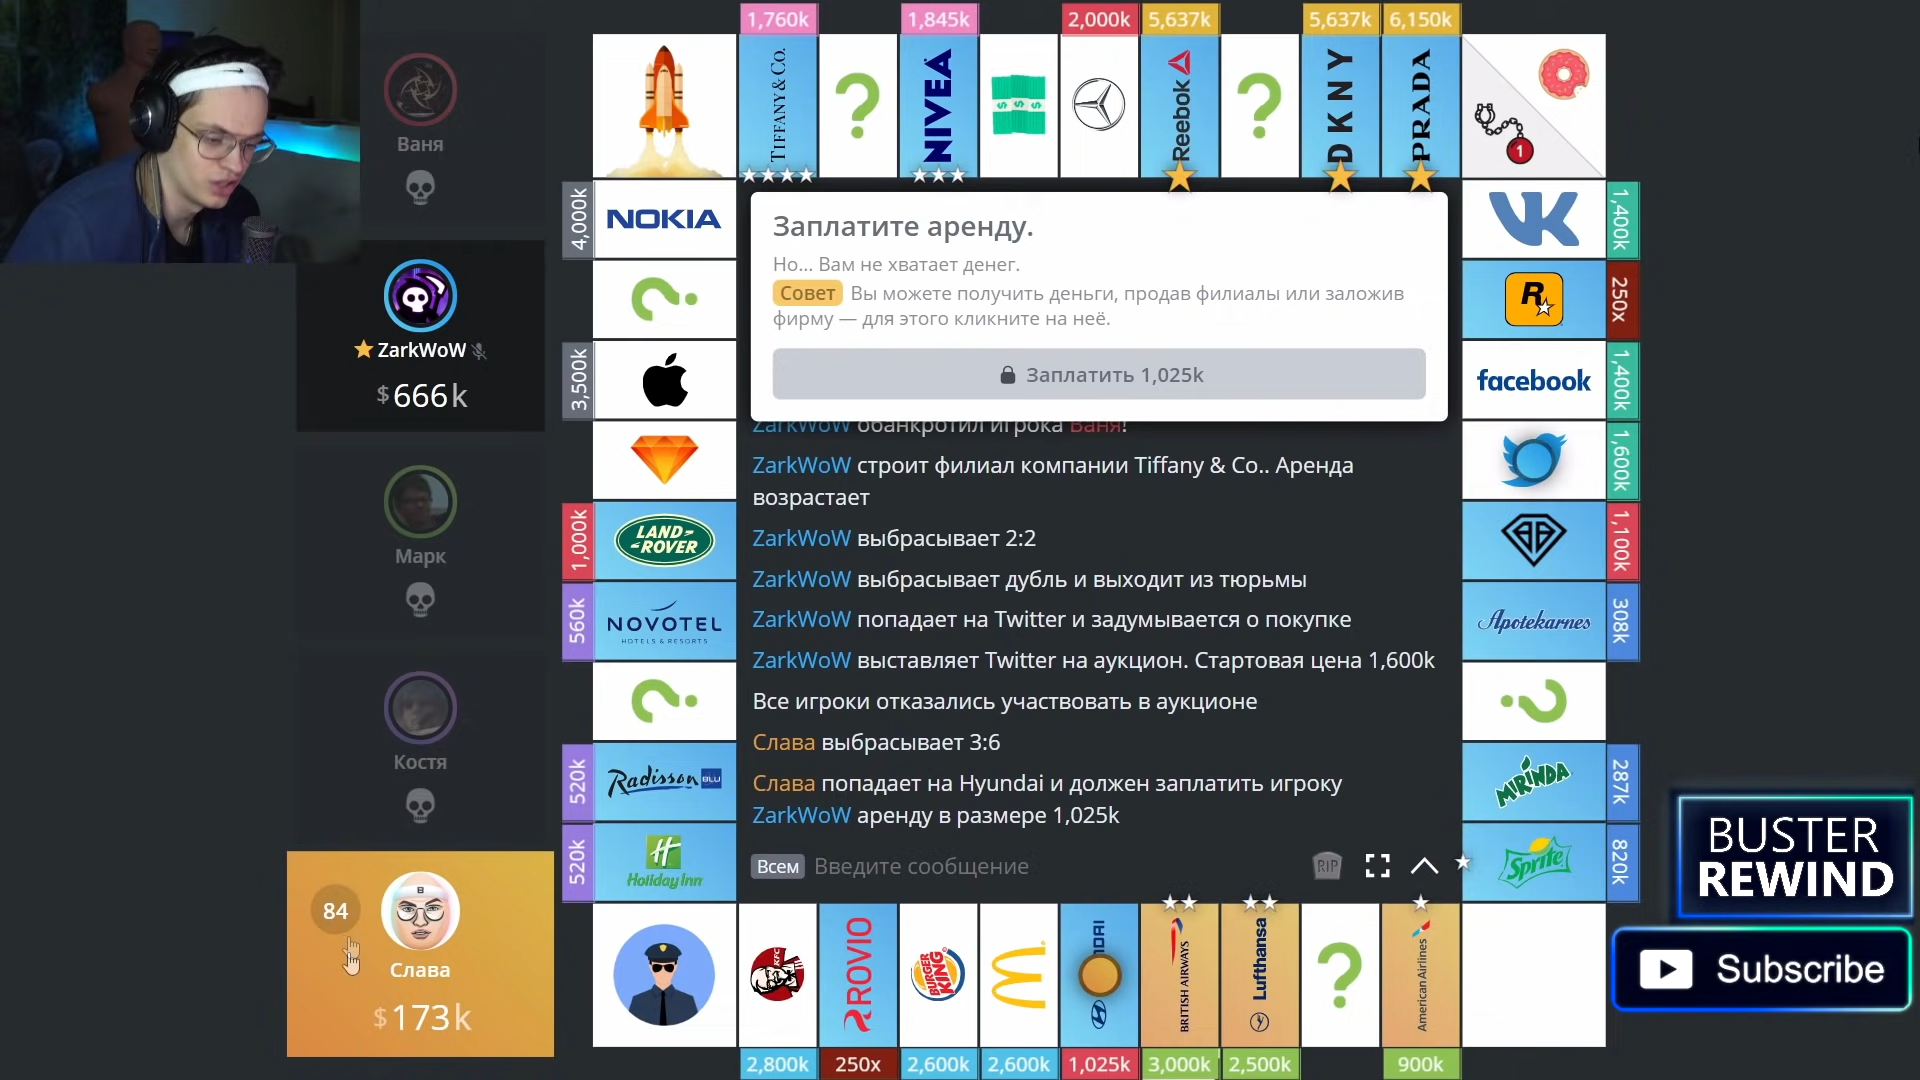 1,760k
1,845k
2,000k
5,637k
5,637k
6,150k
TIFFANY & CO.
NIVEA
Reebok
DKNY
PRADA
1
Ваня
ZarkWoW
$ 666k
Марк
Костя
84
Слава
$ 173k
4,000k
NOKIA
3,500k
1,000k
LAND ROVER
560k
NOVOTEL
HOTELS & RESORTS
520k
Radisson BLU
520k
Holiday Inn
Заплатите аренду.
Но... Вам не хватает денег.
Совет Вы можете получить деньги, продав филиалы или заложив
фирму — для этого кликните на неё.
Заплатить 1,025k
ZarkWoW обанкротил игрока Ваня!
ZarkWoW строит филиал компании Tiffany & Co.. Аренда
возрастает
ZarkWoW выбрасывает 2:2
ZarkWoW выбрасывает дубль и выходит из тюрьмы
ZarkWoW попадает на Twitter и задумывается о покупке
ZarkWoW выставляет Twitter на аукцион. Стартовая цена 1,600k
Все игроки отказались участвовать в аукционе
Слава выбрасывает 3:6
Слава попадает на Hyundai и должен заплатить игроку
ZarkWoW аренду в размере 1,025k
Всем Введите сообщение
RIP
1,400k
R
250x
facebook
1,400k
1,600k
1,100k
Apotekarnes
308k
MIRINDA
287k
Sprite
820k
KFC
ROVIO
BURGER KING
BRITISH AIRWAYS
Lufthansa
American Airlines
2,800k
250x
2,600k
2,600k
1,025k
3,000k
2,500k
900k
BUSTER
REWIND
Subscribe